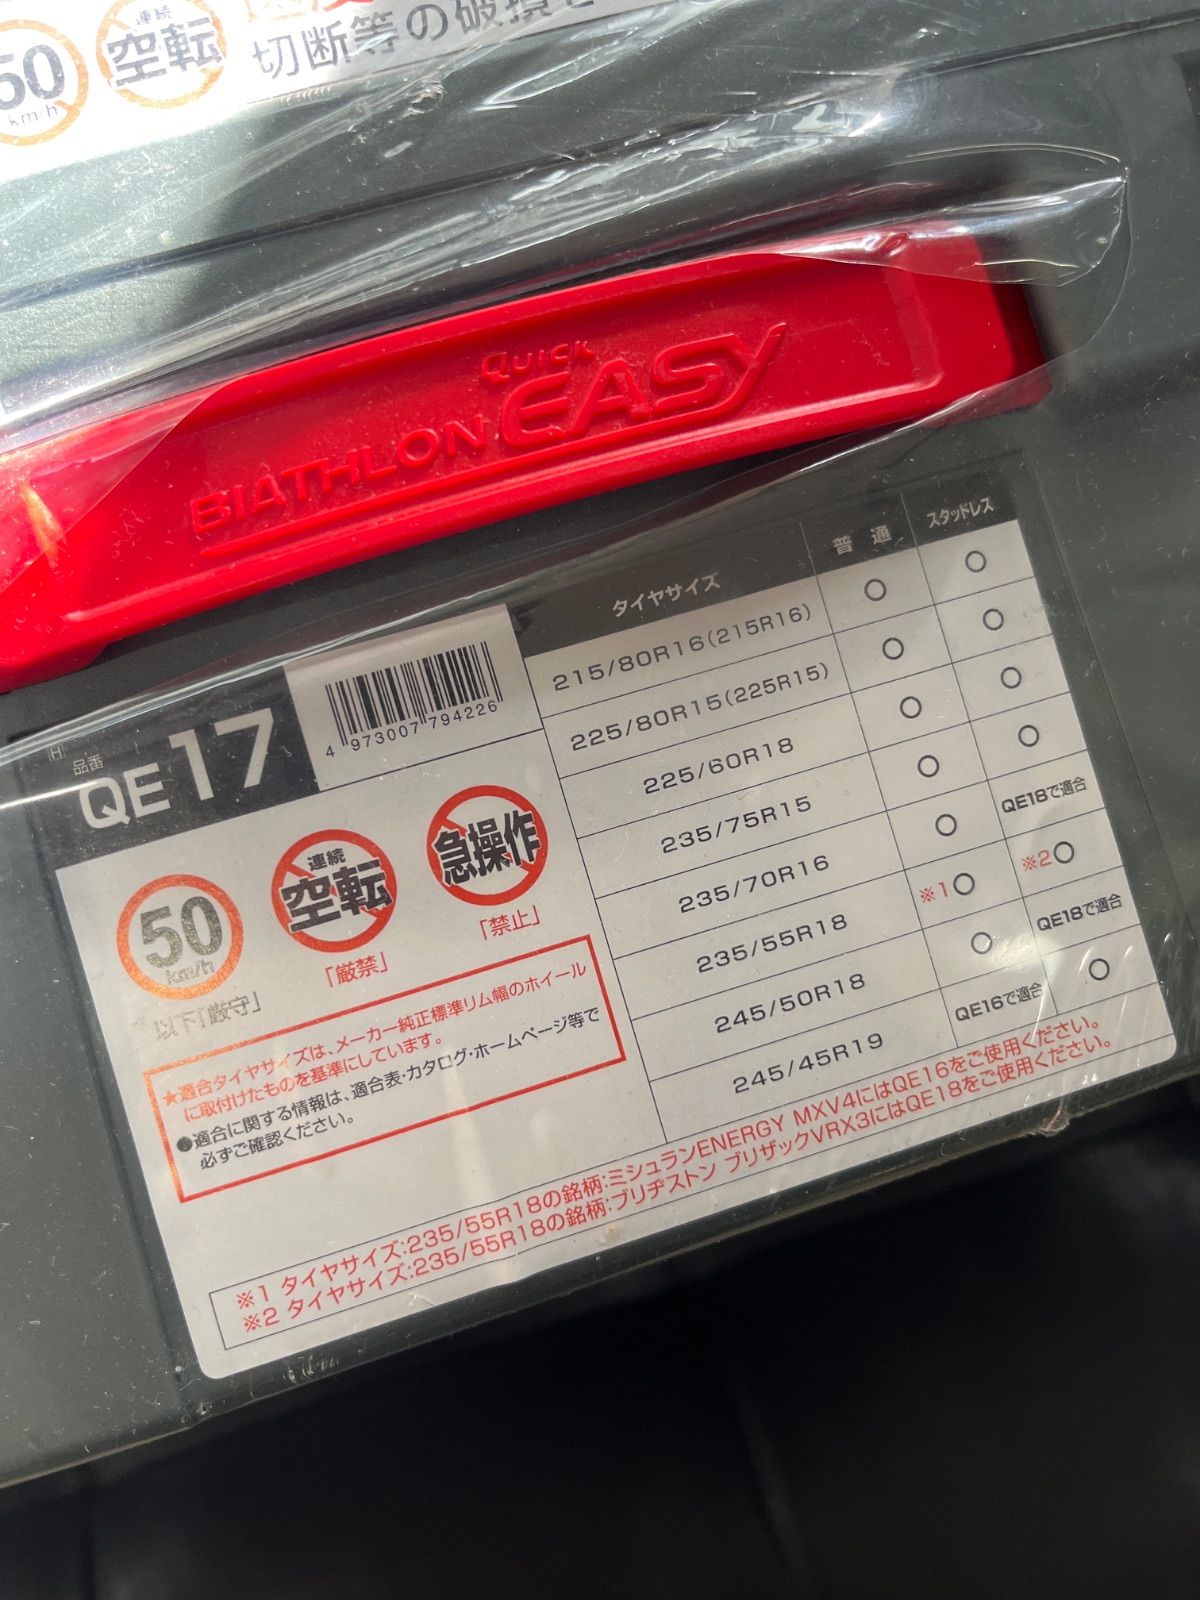 50
km/h
連続
空転
切断等の破損
QUICK
BIATHLON EASY
タイヤサイズ 普通 スタッドレス
215/80R16(215R16) ○ ○
225/80R15(225R15) ○ ○
225/60R18 ○ ○
235/75R15 ○ ○
235/70R16 ○ QE18で適合
235/55R18 ※1○ ※2○
245/50R18 ○ QE18で適合
245/45R19 QE16で適合 ○
H
品番
QE17
4 973007 794226
50
km/h
以下「厳守」
連続
空転
「厳禁」
急操作
「禁止」
★適合タイヤサイズは、メーカー純正標準リム幅のホイール
に取付けたものを基準にしています。
●適合に関する情報は、適合表・カタログ・ホームページ等で
必ずご確認ください。
※1 タイヤサイズ:235/55R18の銘柄:ミシュランENERGY MXV4にはQE16をご使用ください。
※2 タイヤサイズ:235/55R18の銘柄:ブリヂストン ブリザックVRX3にはQE18をご使用ください。